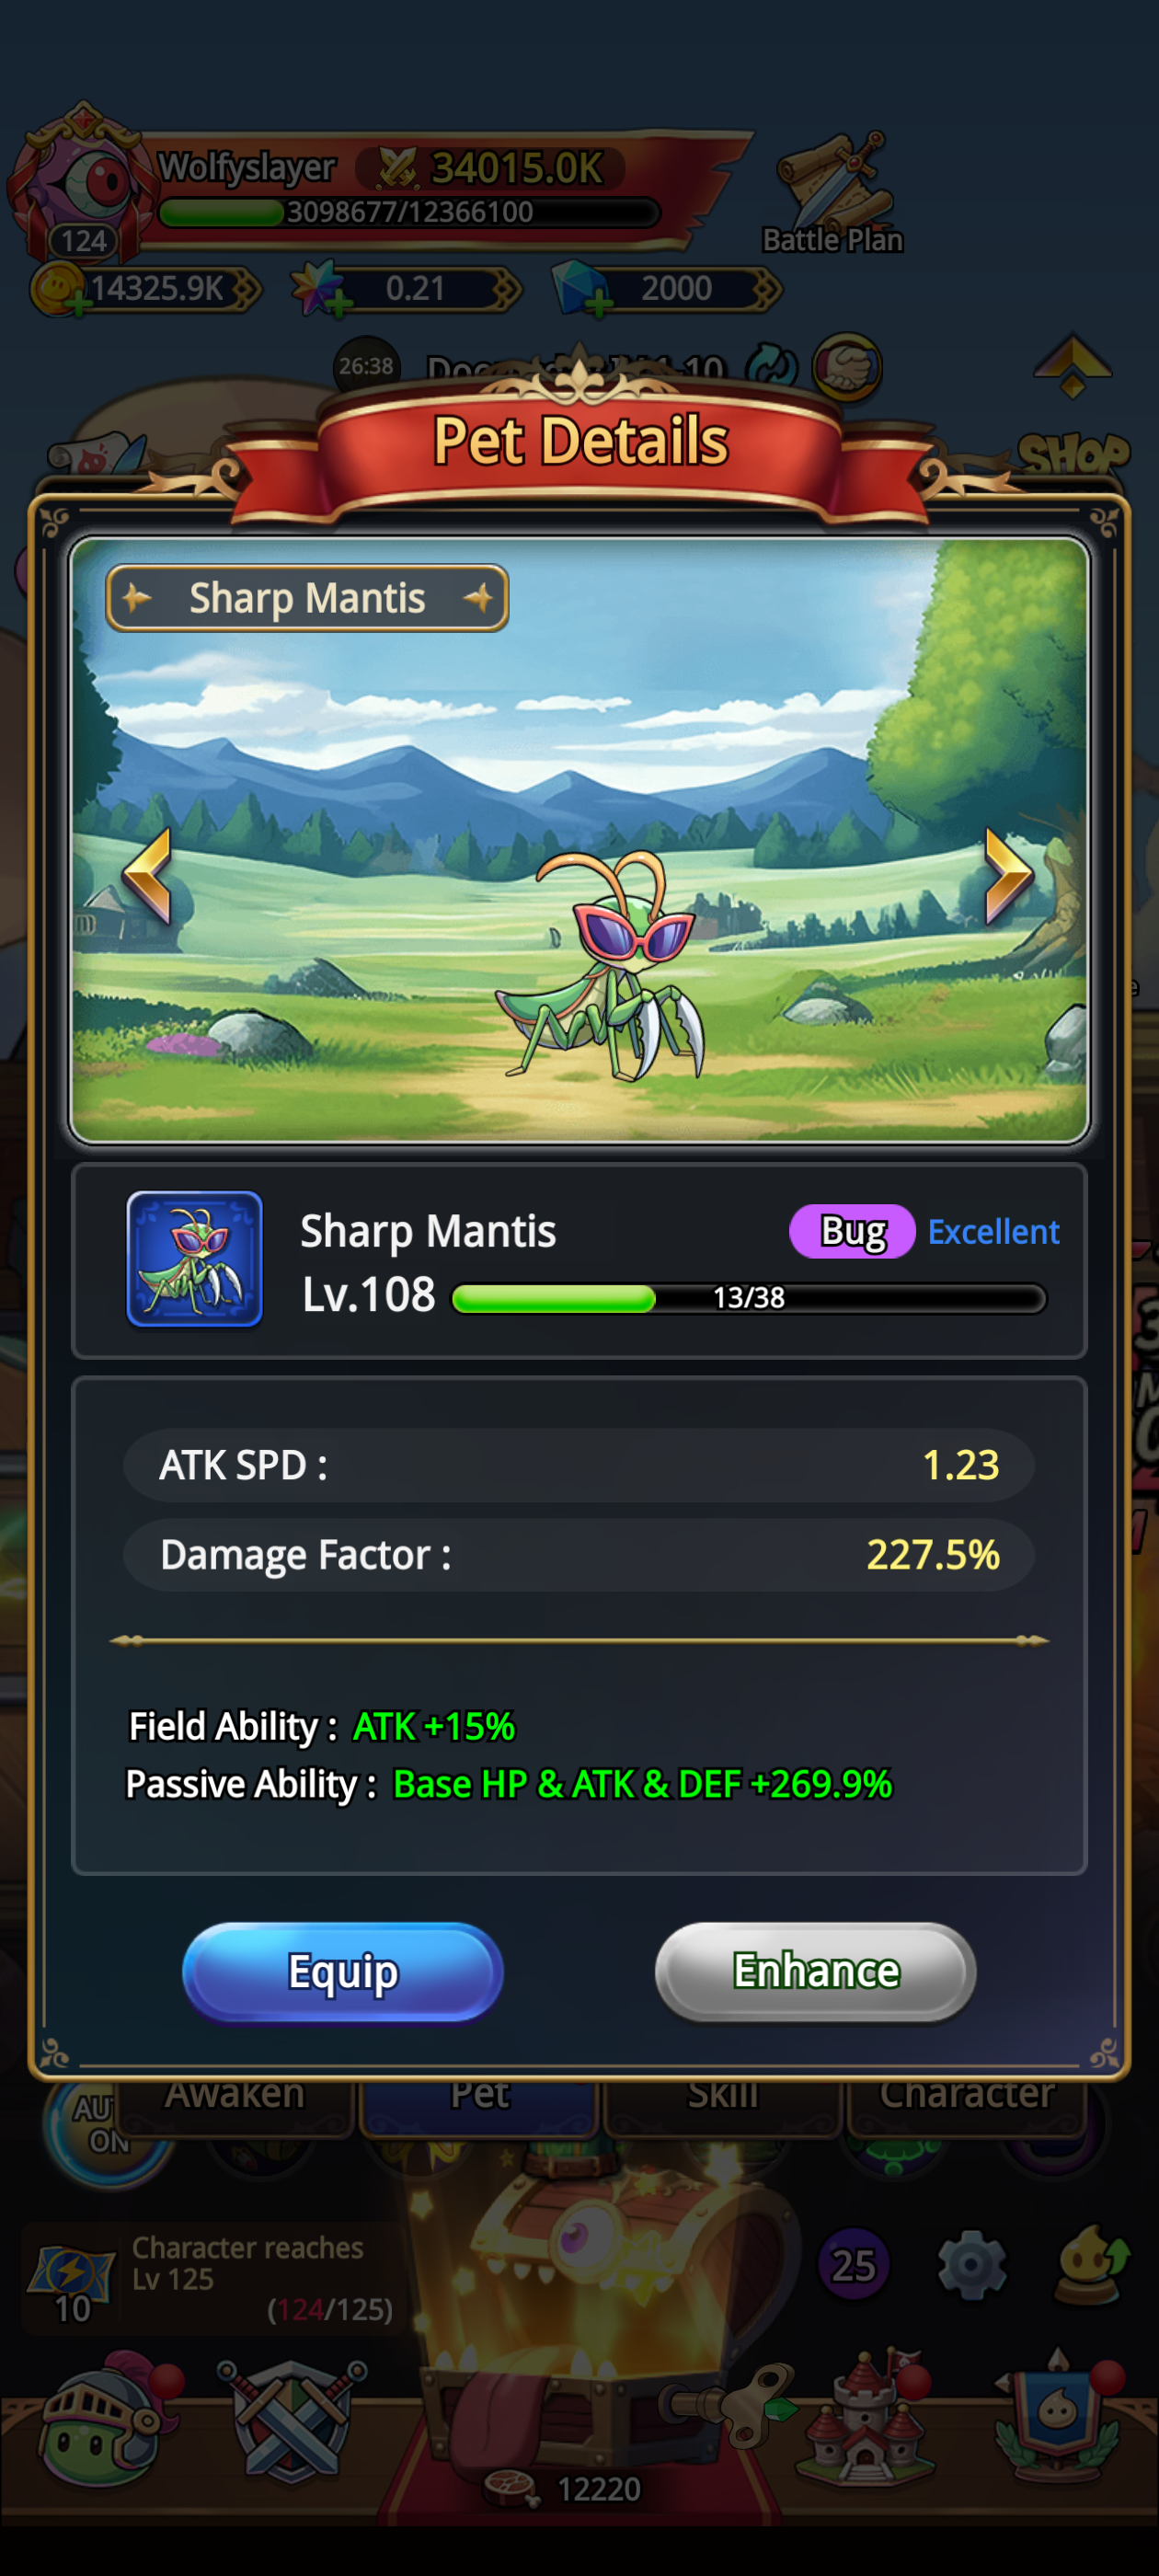 Wolfyslayer 34015.0K
3098677/12366100
124
Battle Plan
14325.9K 0.21 2000
26:38
SHOP
Pet Details
Sharp Mantis
Sharp Mantis Bug Excellent
Lv.108 13/38
ATK SPD : 1.23
Damage Factor : 227.5%
Field Ability : ATK +15%
Passive Ability : Base HP & ATK & DEF +269.9%
Equip Enhance
Awaken Pet Skill Character
ON
Character reaches
Lv 125
(124/125)
10
25
12220